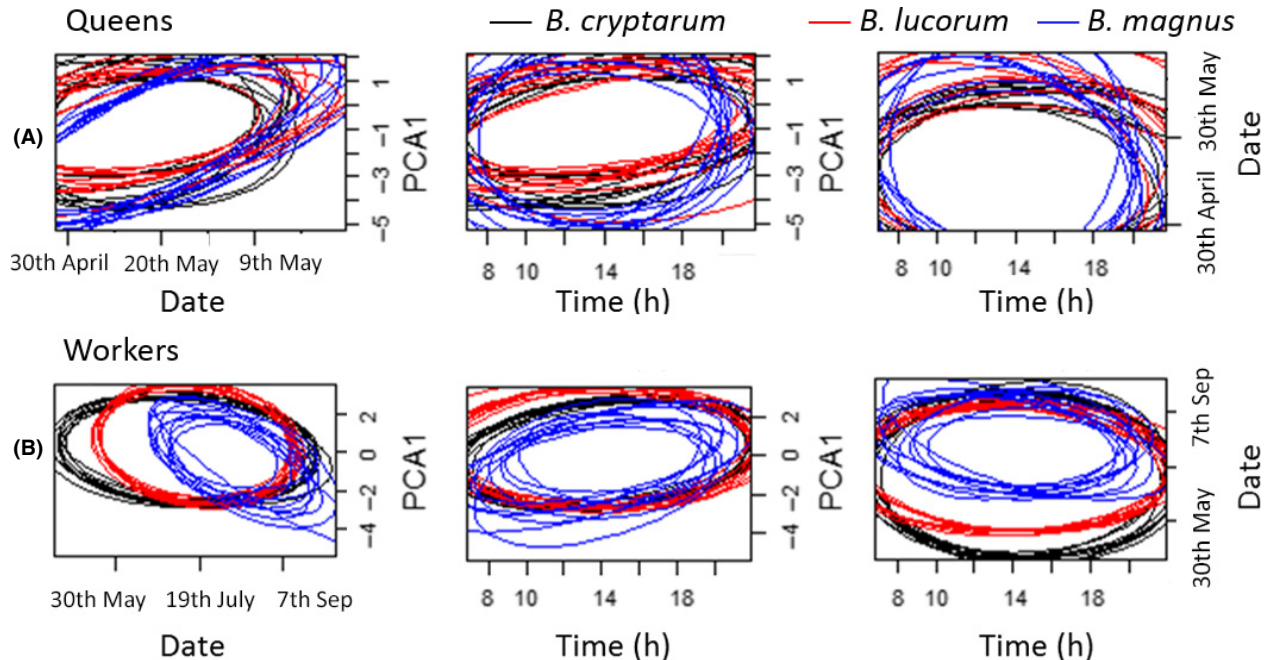 Queens
B. cryptarum
B. lucorum
B. magnus
(A)
1
−1
−3
−5
PCA1
30th April 20th May 9th May
Date
1
−1
−3
−5
PCA1
8 10 14 18
Time (h)
30th May
30th April
Date
8 10 14 18
Time (h)
Workers
(B)
2
0
−2
−4
PCA1
30th May 19th July 7th Sep
Date
2
0
−2
−4
PCA1
8 10 14 18
Time (h)
7th Sep
30th May
Date
8 10 14 18
Time (h)